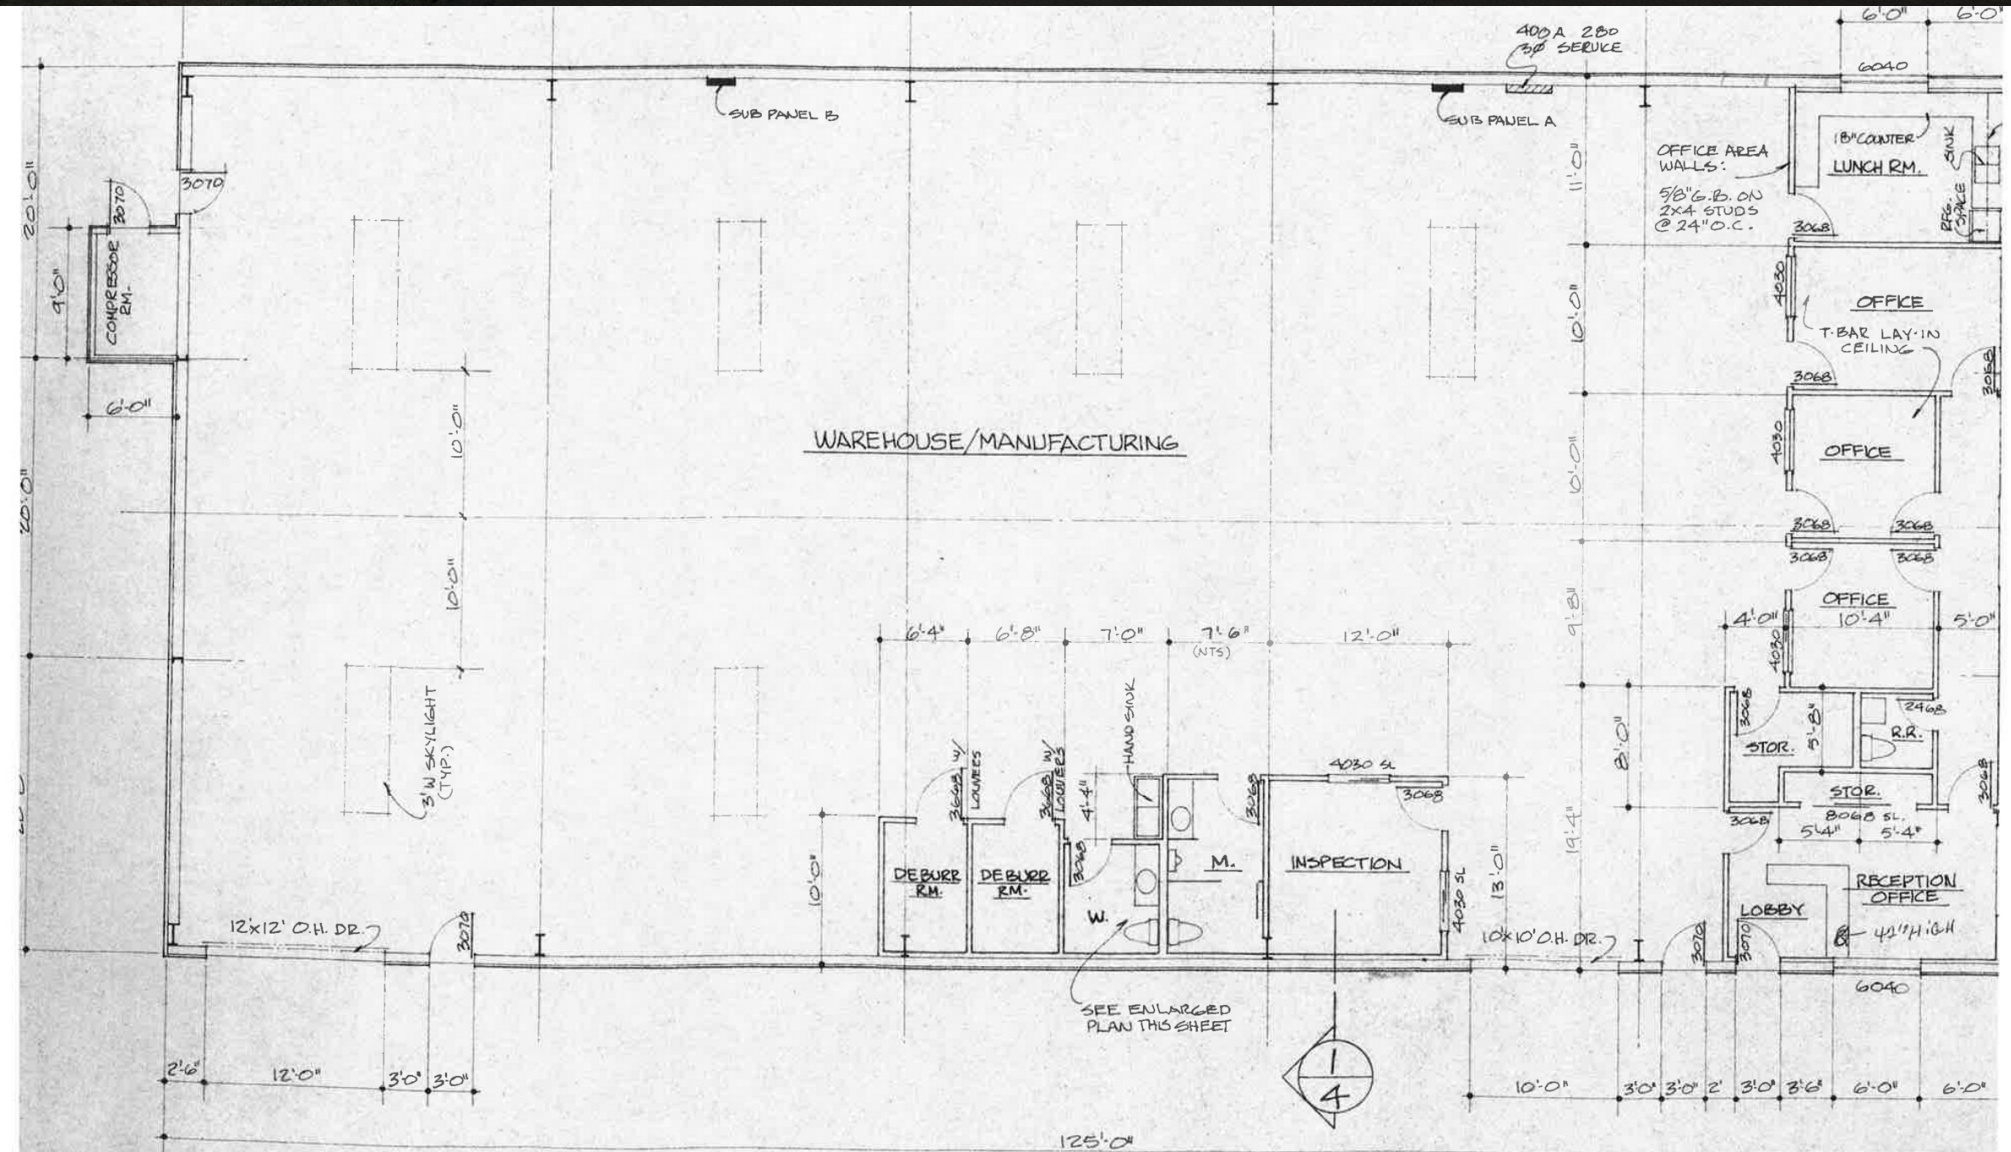 6'-0"
6'-0"
400A 280
3Ø SERVICE
6040
SUB PANEL B
SUB PANEL A
OFFICE AREA
WALLS:
5/8" G.B. ON
2X4 STUDS
@ 24" O.C.
18" COUNTER
LUNCH RM.
SINK
RFG.
SPACE
3068
11'-0"
20'-0"
3070
3070
COMPRESSOR
RM.
9'-0"
6'-0"
4030
OFFICE
T-BAR LAY-IN
CEILING
3068
3068
10'-0"
10'-0"
WAREHOUSE/MANUFACTURING
4030
OFFICE
10'-0"
3068
3068
20'-0"
3068
3068
10'-0"
9'-8"
OFFICE
10'-4"
4'-0"
5'-0"
4030
6'-4"
6'-8"
7'-0"
7'-6"
(NTS)
12'-0"
3'W SKYLIGHT
(TYP.)
HAND SINK
3068
2468
R.R.
STOR.
5'-8"
8'-0"
3668 W/
LOUVERS
3668 W/
LOUVERS
4'-4"
3068
4030 SL
3068
STOR.
8068 SL.
3068
3068
5'-4"
5'-4"
10'-0"
19'-4"
DEBURR
RM.
DEBURR
RM.
3068
W.
M.
INSPECTION
13'-0"
4030 SL
RECEPTION
OFFICE
LOBBY
42" HIGH
12'x12' O.H. DR.
3070
10'x10' O.H. DR.
3070
3070
6040
SEE ENLARGED
PLAN THIS SHEET
1
4
2'-6"
12'-0"
3'-0"
3'-0"
10'-0"
3'-0"
3'-0"
2'
3'-0"
3'-6"
6'-0"
6'-0"
125'-0"